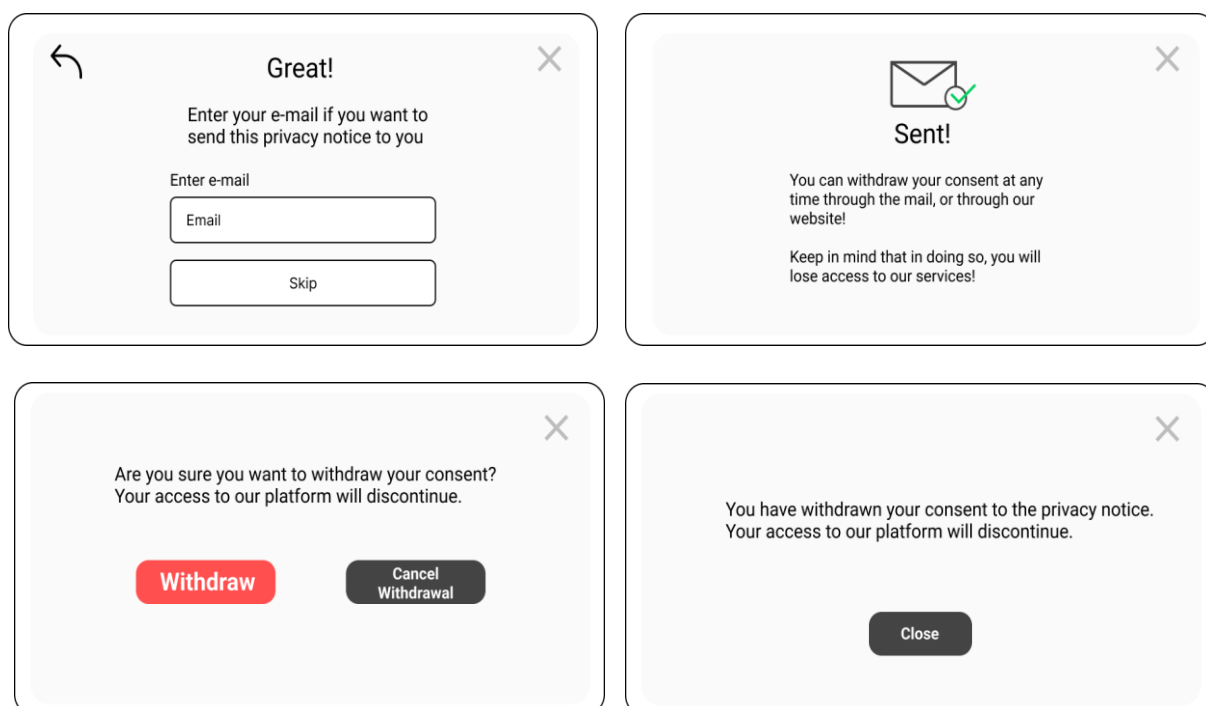 Great!
Enter your e-mail if you want to
send this privacy notice to you
Enter e-mail
Email
Skip
Sent!
You can withdraw your consent at any
time through the mail, or through our
website!
Keep in mind that in doing so, you will
lose access to our services!
Are you sure you want to withdraw your consent?
Your access to our platform will discontinue.
Withdraw
Cancel
Withdrawal
You have withdrawn your consent to the privacy notice.
Your access to our platform will discontinue.
Close